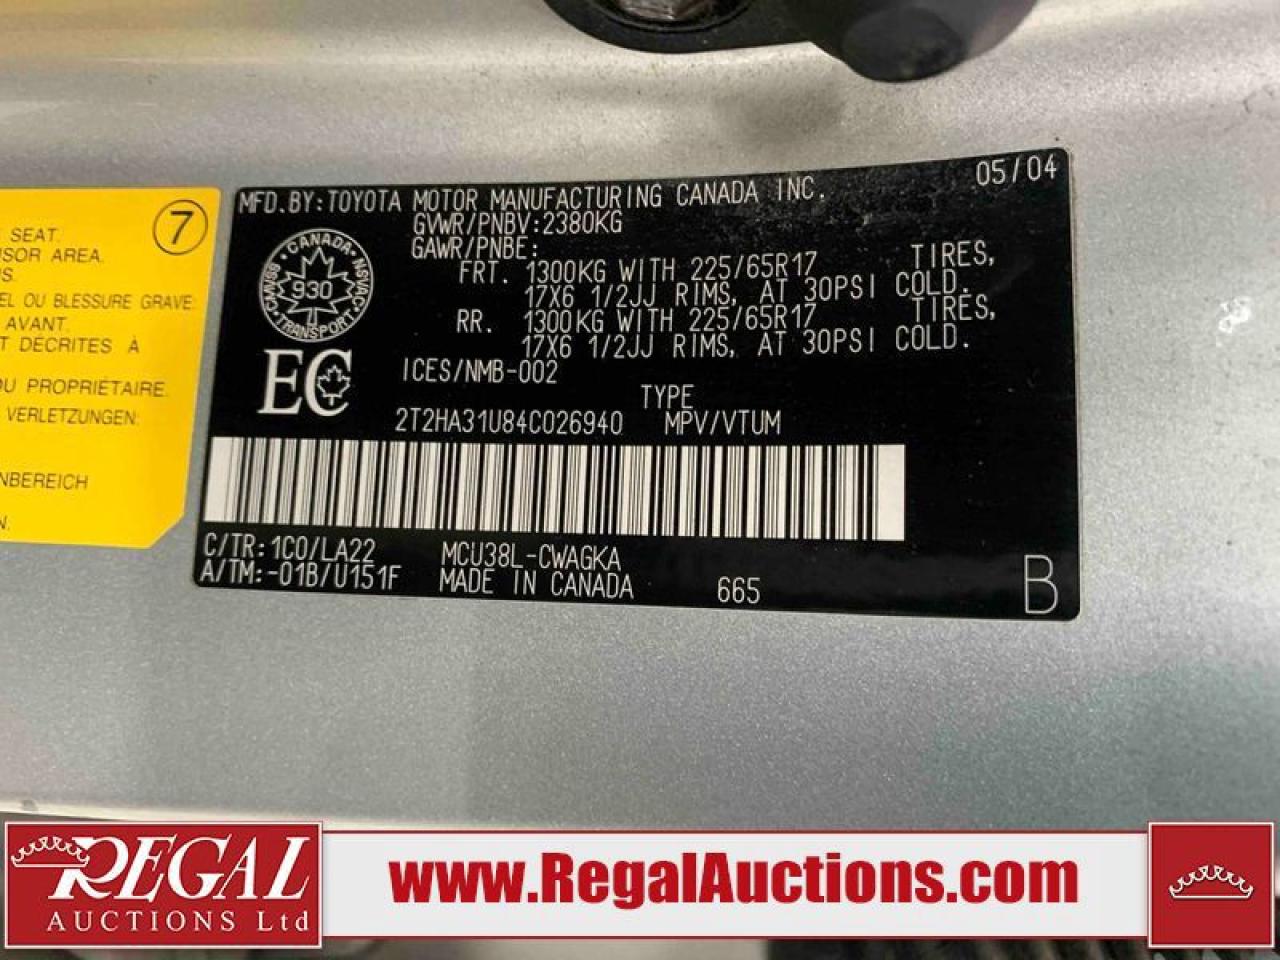 7
SEAT.
SOR AREA.
S.
EL OU BLESSURE GRAVE:
AVANT.
T DÉCRITES À
U PROPRIÉTAIRE.
VERLETZUNGEN:
NBEREICH
N.
05/04
MFD.BY:TOYOTA MOTOR MANUFACTURING CANADA INC.
GVWR/PNBV:2380KG
GAWR/PNBE:
FRT. 1300KG WITH 225/65R17 TIRES,
17X6 1/2JJ RIMS, AT 30PSI COLD.
RR. 1300KG WITH 225/65R17 TIRES,
17X6 1/2JJ RIMS, AT 30PSI COLD.
CANADA
CMVSS 930 NSVAC
TRANSPORT
EC
ICES/NMB-002
TYPE
2T2HA31U84C026940 MPV/VTUM
C/TR:1C0/LA22 MCU38L-CWAGKA
A/TM:-01B/U151F MADE IN CANADA 665
B
REGAL
AUCTIONS Ltd
www.RegalAuctions.com